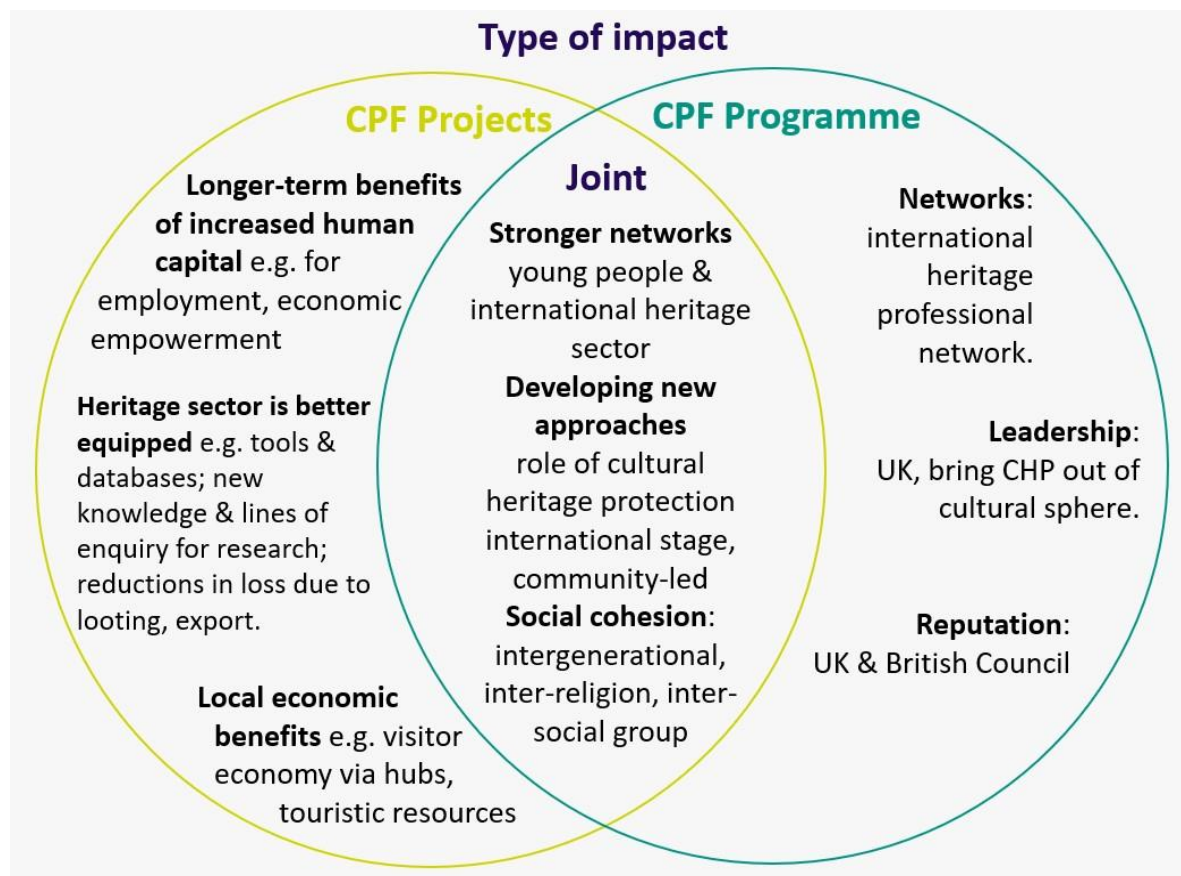 Type of impact
CPF Projects
Longer-term benefits
of increased human
capital e.g. for
employment, economic
empowerment
Heritage sector is better
equipped e.g. tools &
databases; new
knowledge & lines of
enquiry for research;
reductions in loss due to
looting, export.
Local economic
benefits e.g. visitor
economy via hubs,
touristic resources
Joint
Stronger networks
young people &
international heritage
sector
Developing new
approaches
role of cultural
heritage protection
international stage,
community-led
Social cohesion:
intergenerational,
inter-religion, inter-
social group
CPF Programme
Networks:
international
heritage
professional
network.
Leadership:
UK, bring CHP out of
cultural sphere.
Reputation:
UK & British Council